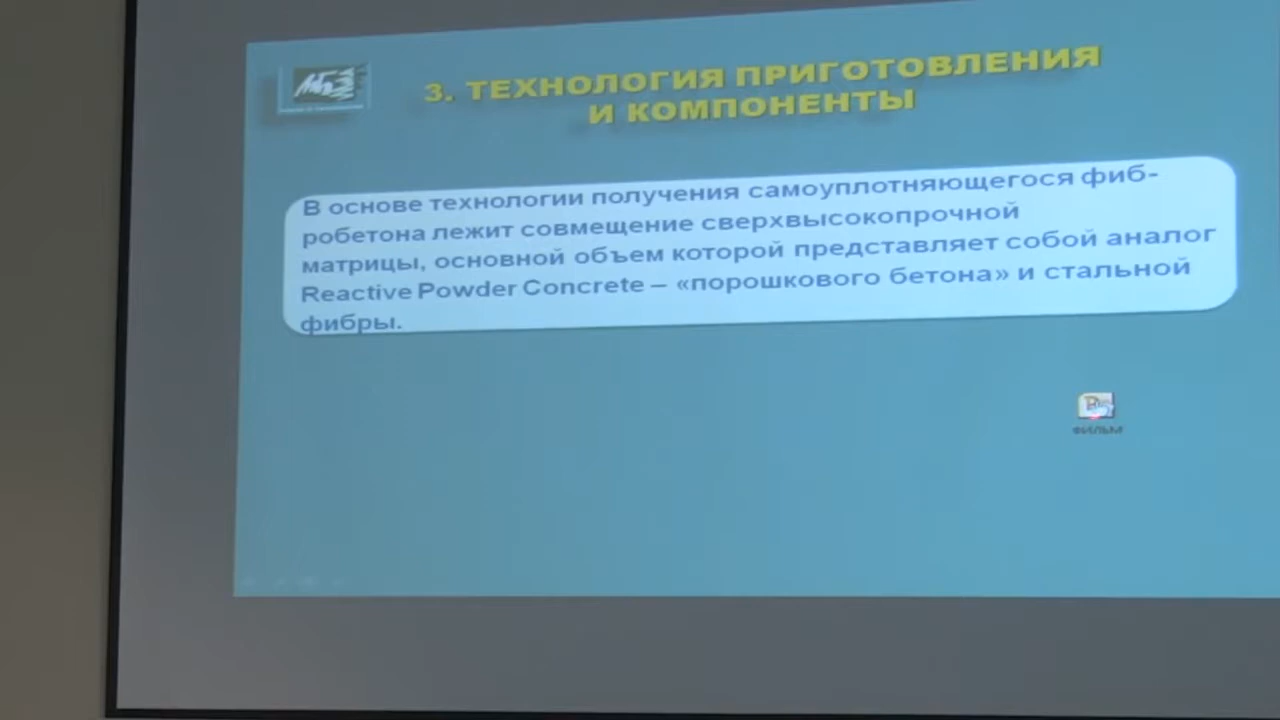 3. ТЕХНОЛОГИЯ ПРИГОТОВЛЕНИЯ
И КОМПОНЕНТЫ
В основе технологии получения самоуплотняющегося фиб-
робетона лежит совмещение сверхвысокопрочной
матрицы, основной объем которой представляет собой аналог
Reactive Powder Concrete – «порошкового бетона» и стальной
фибры.
ФИЛЬМ